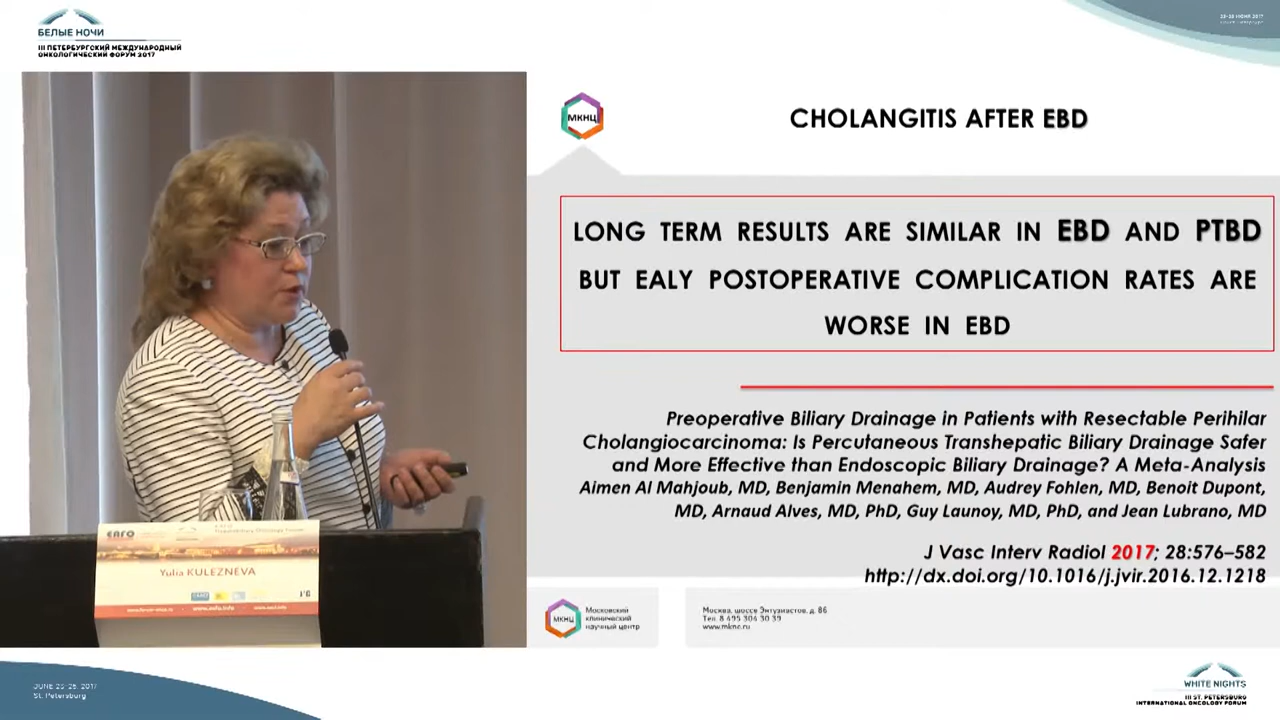 БЕЛЫЕ НОЧИ
III ПЕТЕРБУРГСКИЙ МЕЖДУНАРОДНЫЙ
ОНКОЛОГИЧЕСКИЙ ФОРУМ 2017
МКНЦ
CHOLANGITIS AFTER EBD
LONG TERM RESULTS ARE SIMILAR IN EBD AND PTBD
BUT EALY POSTOPERATIVE COMPLICATION RATES ARE
WORSE IN EBD
Preoperative Biliary Drainage in Patients with Resectable Perihilar
Cholangiocarcinoma: Is Percutaneous Transhepatic Biliary Drainage Safer
and More Effective than Endoscopic Biliary Drainage? A Meta-Analysis
Aimen Al Mahjoub, MD, Benjamin Menahem, MD, Audrey Fohlen, MD, Benoit Dupont,
MD, Arnaud Alves, MD, PhD, Guy Launoy, MD, PhD, and Jean Lubrano, MD
J Vasc Interv Radiol 2017; 28:576–582
http://dx.doi.org/10.1016/j.jvir.2016.12.1218
Yulia KULEZNEVA
МКНЦ
Московский
клинический
научный центр
Москва, шоссе Энтузиастов, д. 86
Тел. 8 495 304 30 39
www.mknc.ru
St. Petersburg
WHITE NIGHTS
III ST. PETERSBURG
INTERNATIONAL ONCOLOGY FORUM